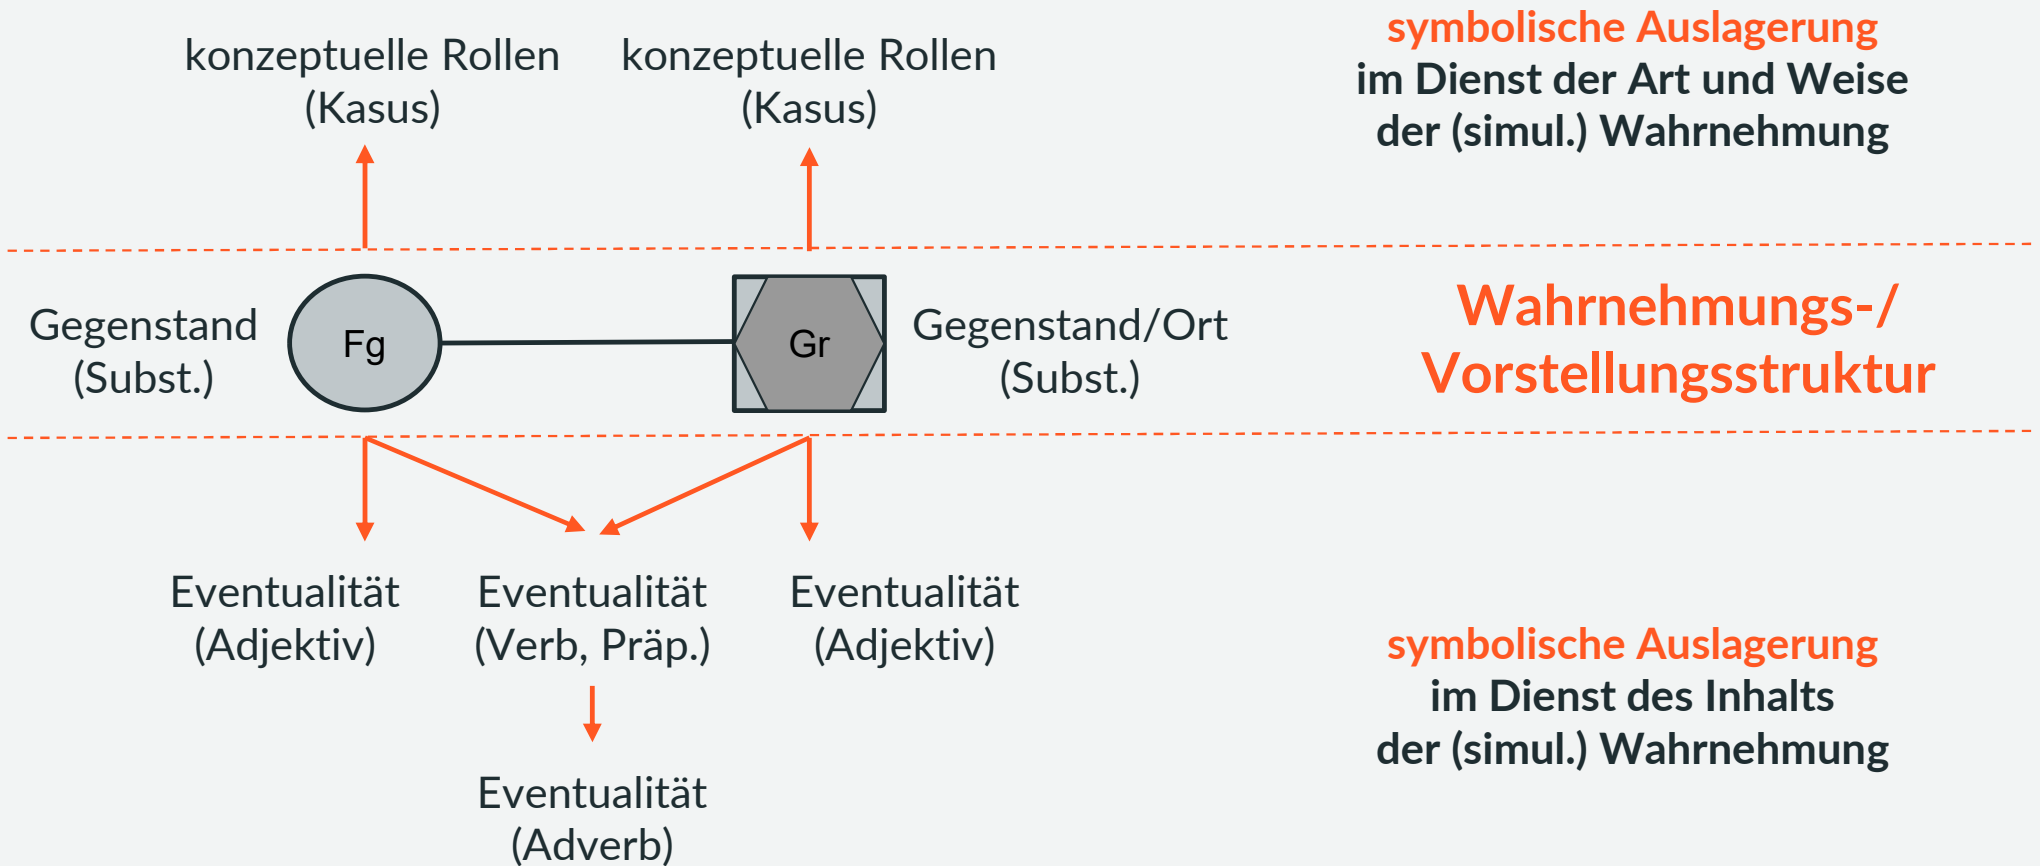 konzeptuelle Rollen
(Kasus)
konzeptuelle Rollen
(Kasus)
symbolische Auslagerung
im Dienst der Art und Weise
der (simul.) Wahrnehmung
Gegenstand
(Subst.)
Fg
Gr
Gegenstand/Ort
(Subst.)
Wahrnehmungs-/
Vorstellungsstruktur
Eventualität
(Adjektiv)
Eventualität
(Verb, Präp.)
Eventualität
(Adjektiv)
Eventualität
(Adverb)
symbolische Auslagerung
im Dienst des Inhalts
der (simul.) Wahrnehmung